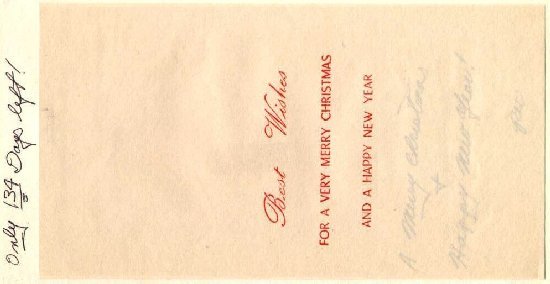 Only 134 Days left!
Best Wishes
FOR A VERY MERRY CHRISTMAS
AND A HAPPY NEW YEAR
A Merry Christmas
+
Happy New Year!